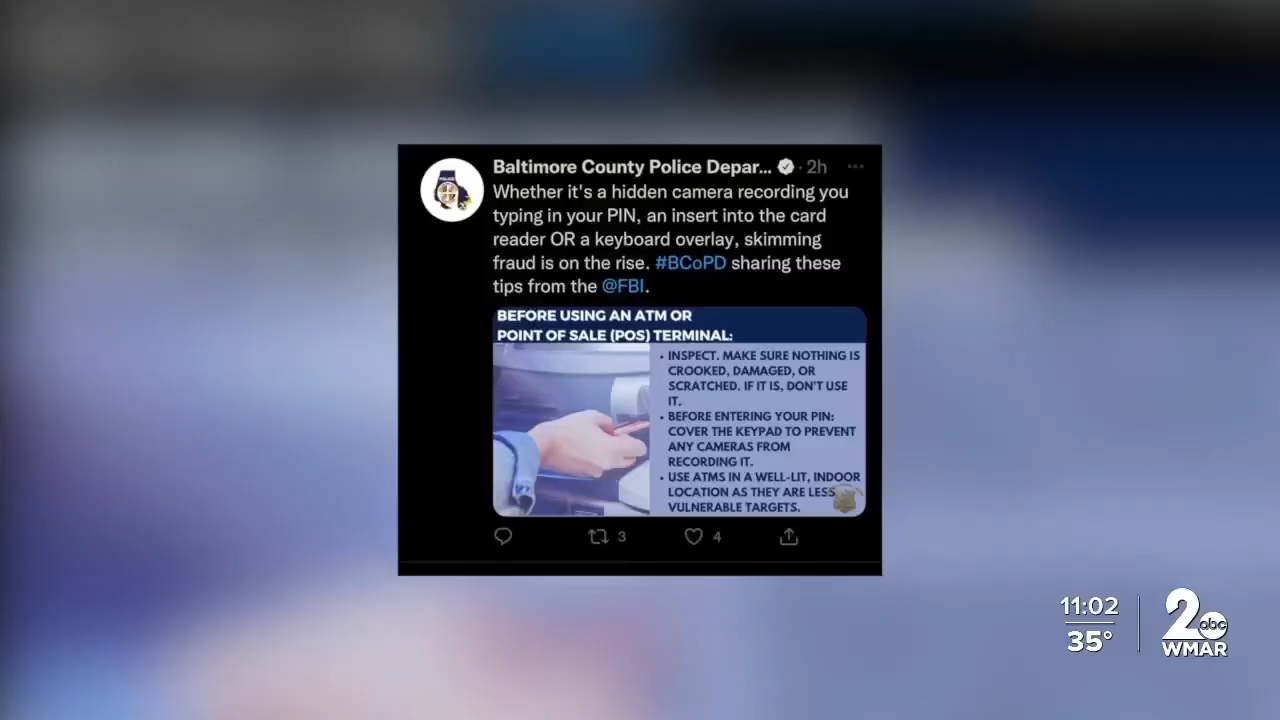 Baltimore County Police Depar... · 2h
Whether it's a hidden camera recording you
typing in your PIN, an insert into the card
reader OR a keyboard overlay, skimming
fraud is on the rise. #BCoPD sharing these
tips from the @FBI.
BEFORE USING AN ATM OR
POINT OF SALE (POS) TERMINAL:
• INSPECT. MAKE SURE NOTHING IS
CROOKED, DAMAGED, OR
SCRATCHED. IF IT IS, DON'T USE
IT.
• BEFORE ENTERING YOUR PIN:
COVER THE KEYPAD TO PREVENT
ANY CAMERAS FROM
RECORDING IT.
• USE ATMS IN A WELL-LIT, INDOOR
LOCATION AS THEY ARE LESS
VULNERABLE TARGETS.
3
4
11:02
35°
2 abc
WMAR